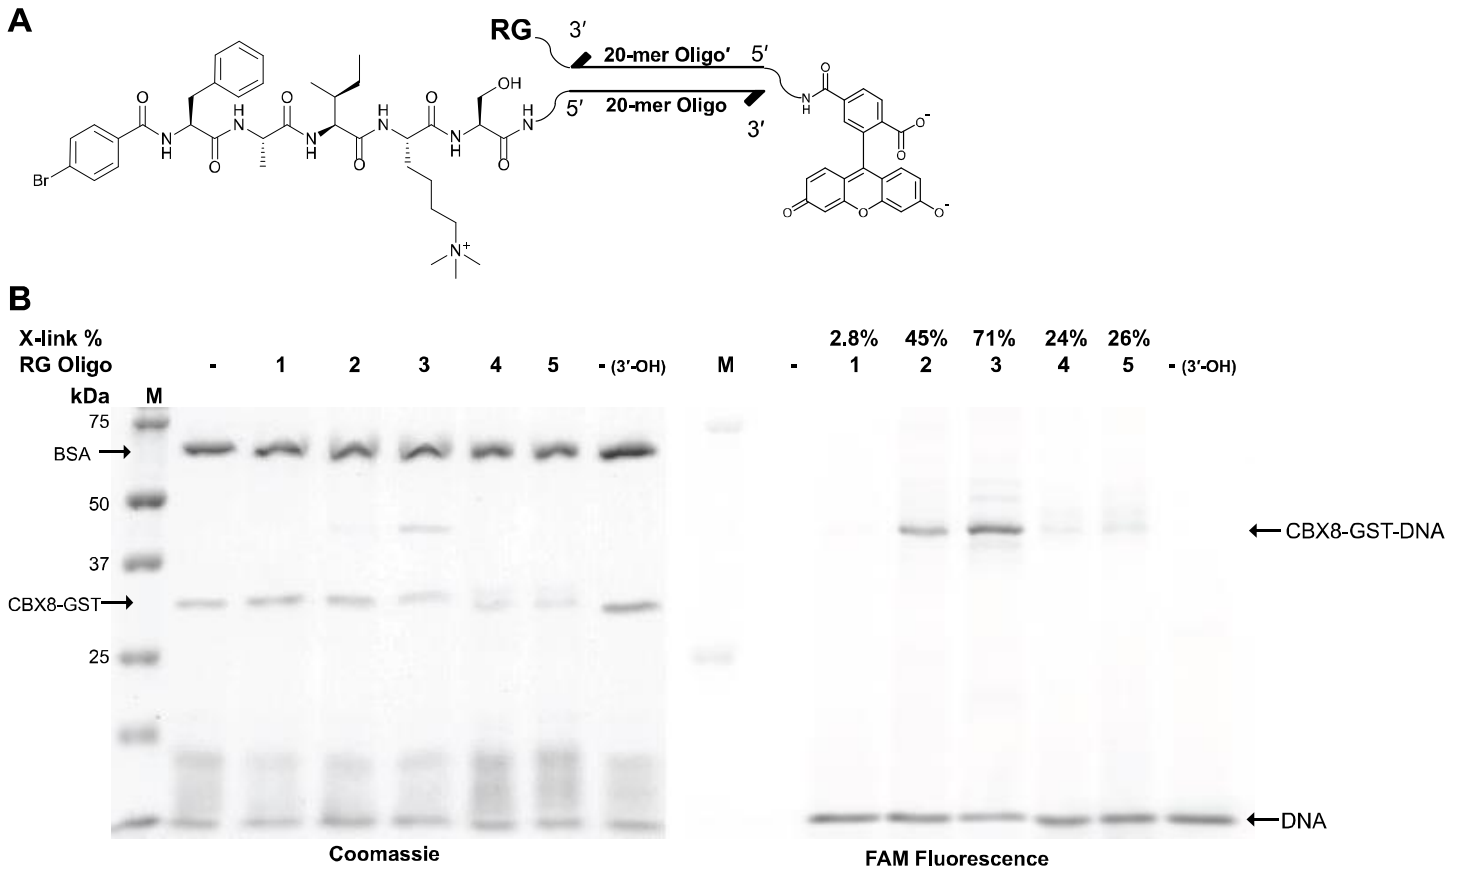 A
RG 3′
20-mer Oligo′ 5′
5′ 20-mer Oligo
3′
O
N
H
O
O⁻
O
O
O
O⁻
Br
O
N
H
O
H
N
O
N
H
O
H
N
O
N
H
OH
O
H
N
N⁺
B
X-link % 2.8% 45% 71% 24% 26%
RG Oligo - 1 2 3 4 5 - (3′-OH) M - 1 2 3 4 5 - (3′-OH)
kDa M
75
BSA
50
CBX8-GST-DNA
37
CBX8-GST
25
DNA
Coomassie FAM Fluorescence